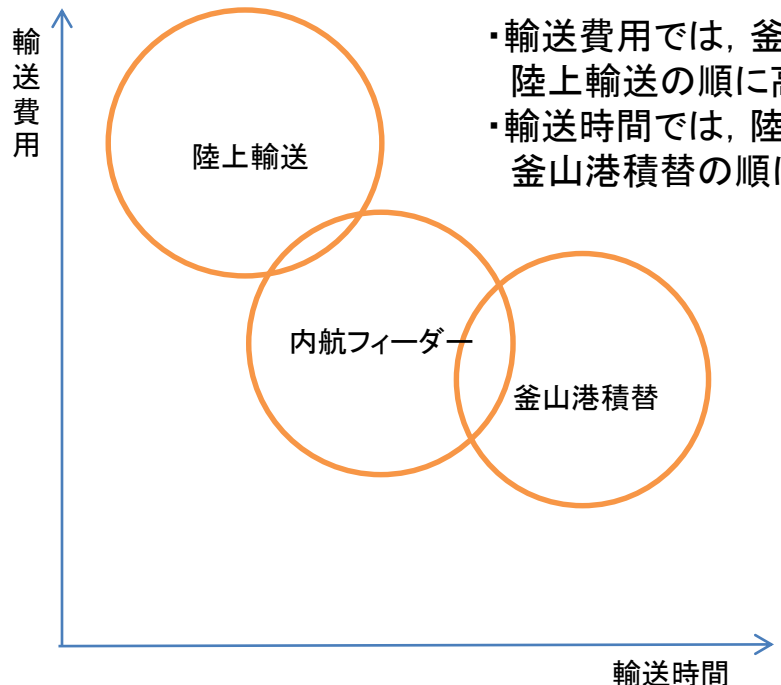 輸送費用
・輸送費用では，釜
陸上輸送の順に高
・輸送時間では，陸
釜山港積替の順に
陸上輸送
内航フィーダー
釜山港積替
輸送時間